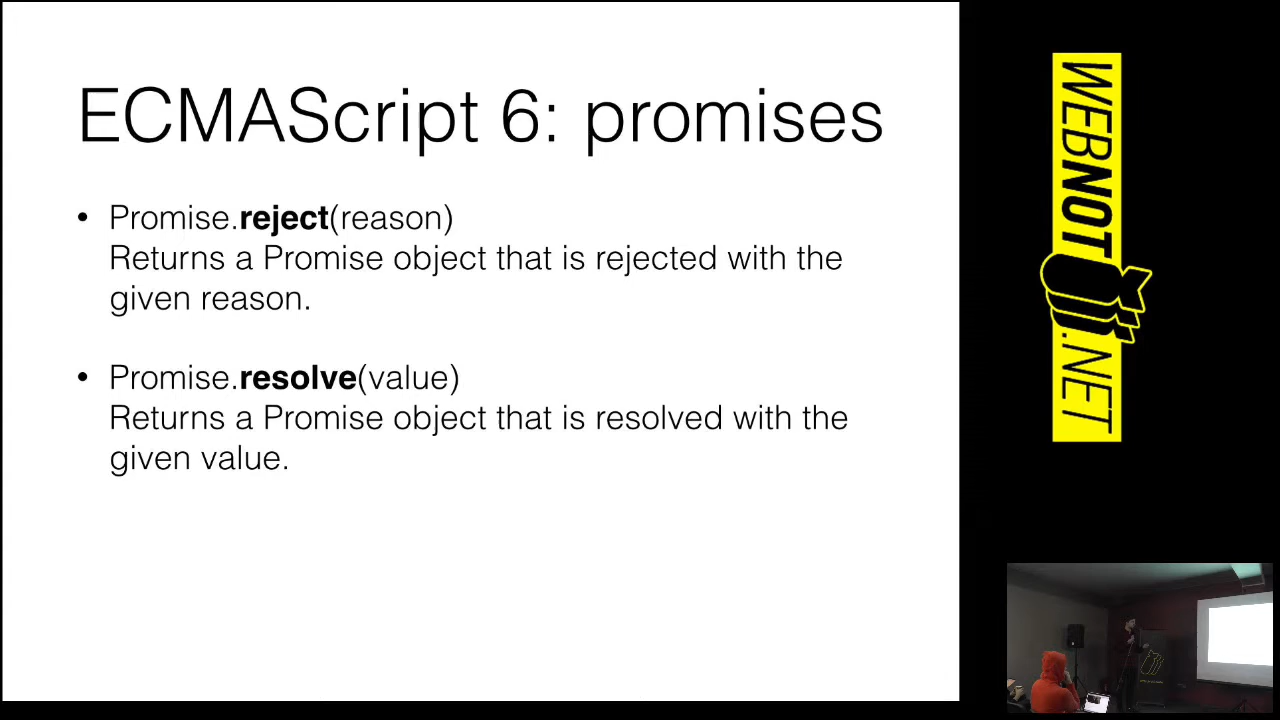 ECMAScript 6: promises
• Promise.reject(reason)
Returns a Promise object that is rejected with the
given reason.
• Promise.resolve(value)
Returns a Promise object that is resolved with the
given value.
WEBNOT
.NET